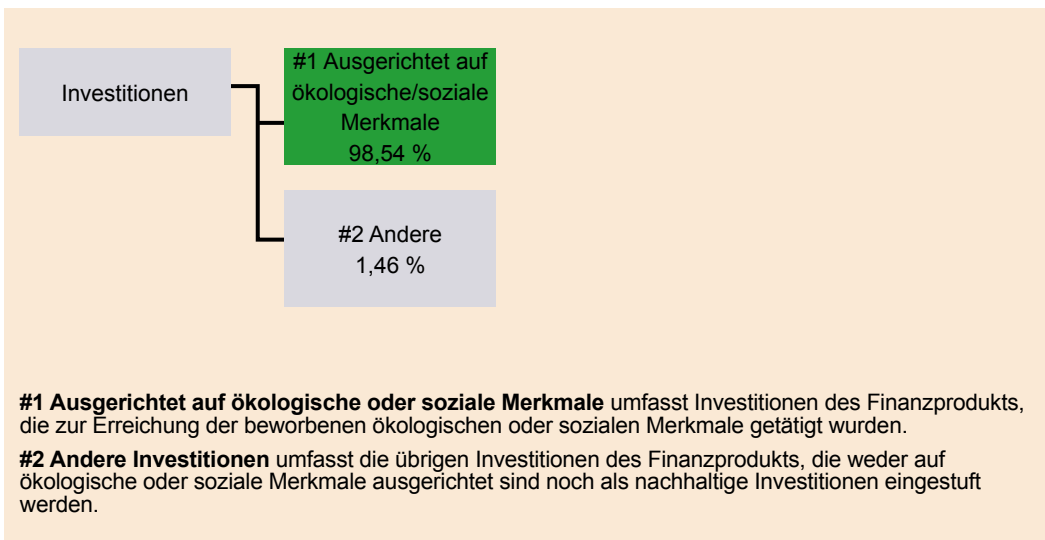 Investitionen
#1 Ausgerichtet auf
ökologische/soziale
Merkmale
98,54 %
#2 Andere
1,46 %
#1 Ausgerichtet auf ökologische oder soziale Merkmale umfasst Investitionen des Finanzprodukts,
die zur Erreichung der beworbenen ökologischen oder sozialen Merkmale getätigt wurden.
#2 Andere Investitionen umfasst die übrigen Investitionen des Finanzprodukts, die weder auf
ökologische oder soziale Merkmale ausgerichtet sind noch als nachhaltige Investitionen eingestuft
werden.